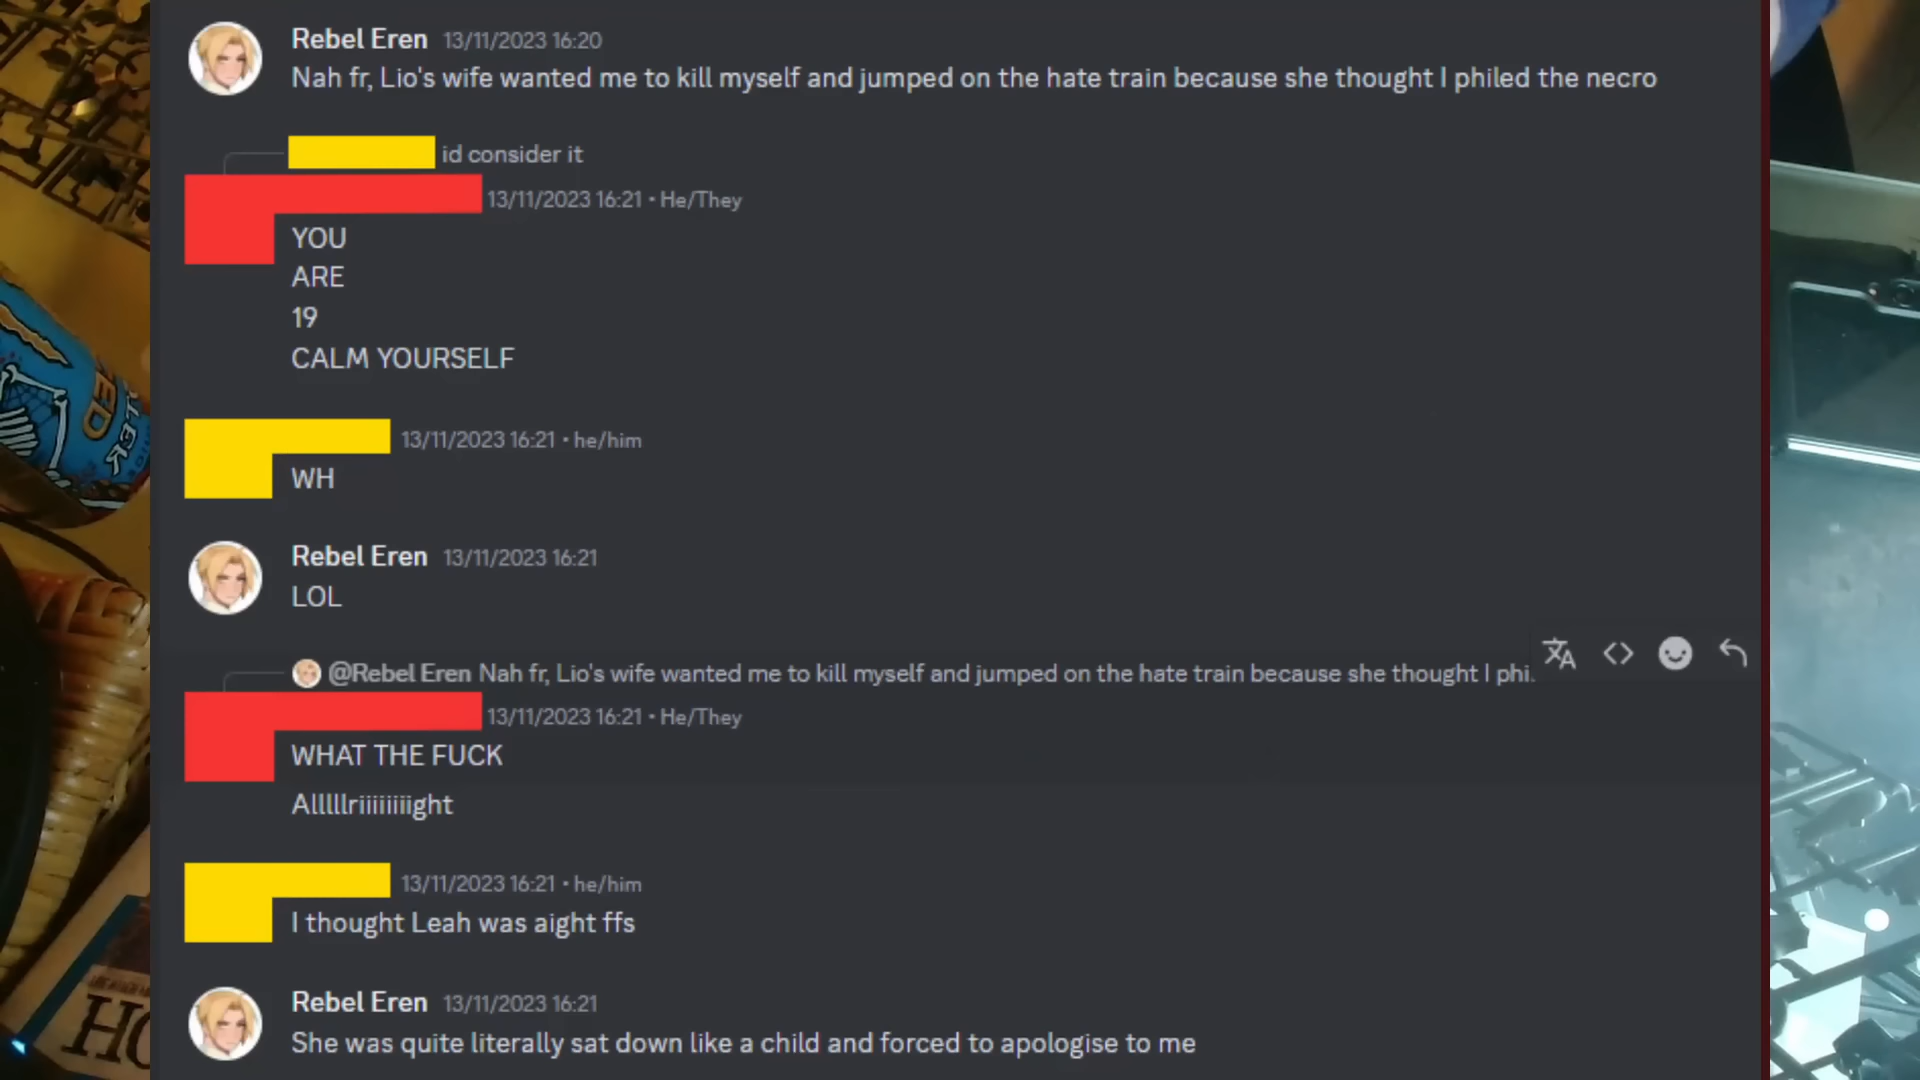 Rebel Eren 13/11/2023 16:20
Nah fr, Lio's wife wanted me to kill myself and jumped on the hate train because she thought I philed the necro
id consider it
13/11/2023 16:21 • He/They
YOU
ARE
19
CALM YOURSELF
13/11/2023 16:21 • he/him
WH
Rebel Eren 13/11/2023 16:21
LOL
@Rebel Eren Nah fr, Lio's wife wanted me to kill myself and jumped on the hate train because she thought I phi.
13/11/2023 16:21 • He/They
WHAT THE FUCK
Alllllriiiiiiiight
13/11/2023 16:21 • he/him
I thought Leah was aight ffs
Rebel Eren 13/11/2023 16:21
She was quite literally sat down like a child and forced to apologise to me